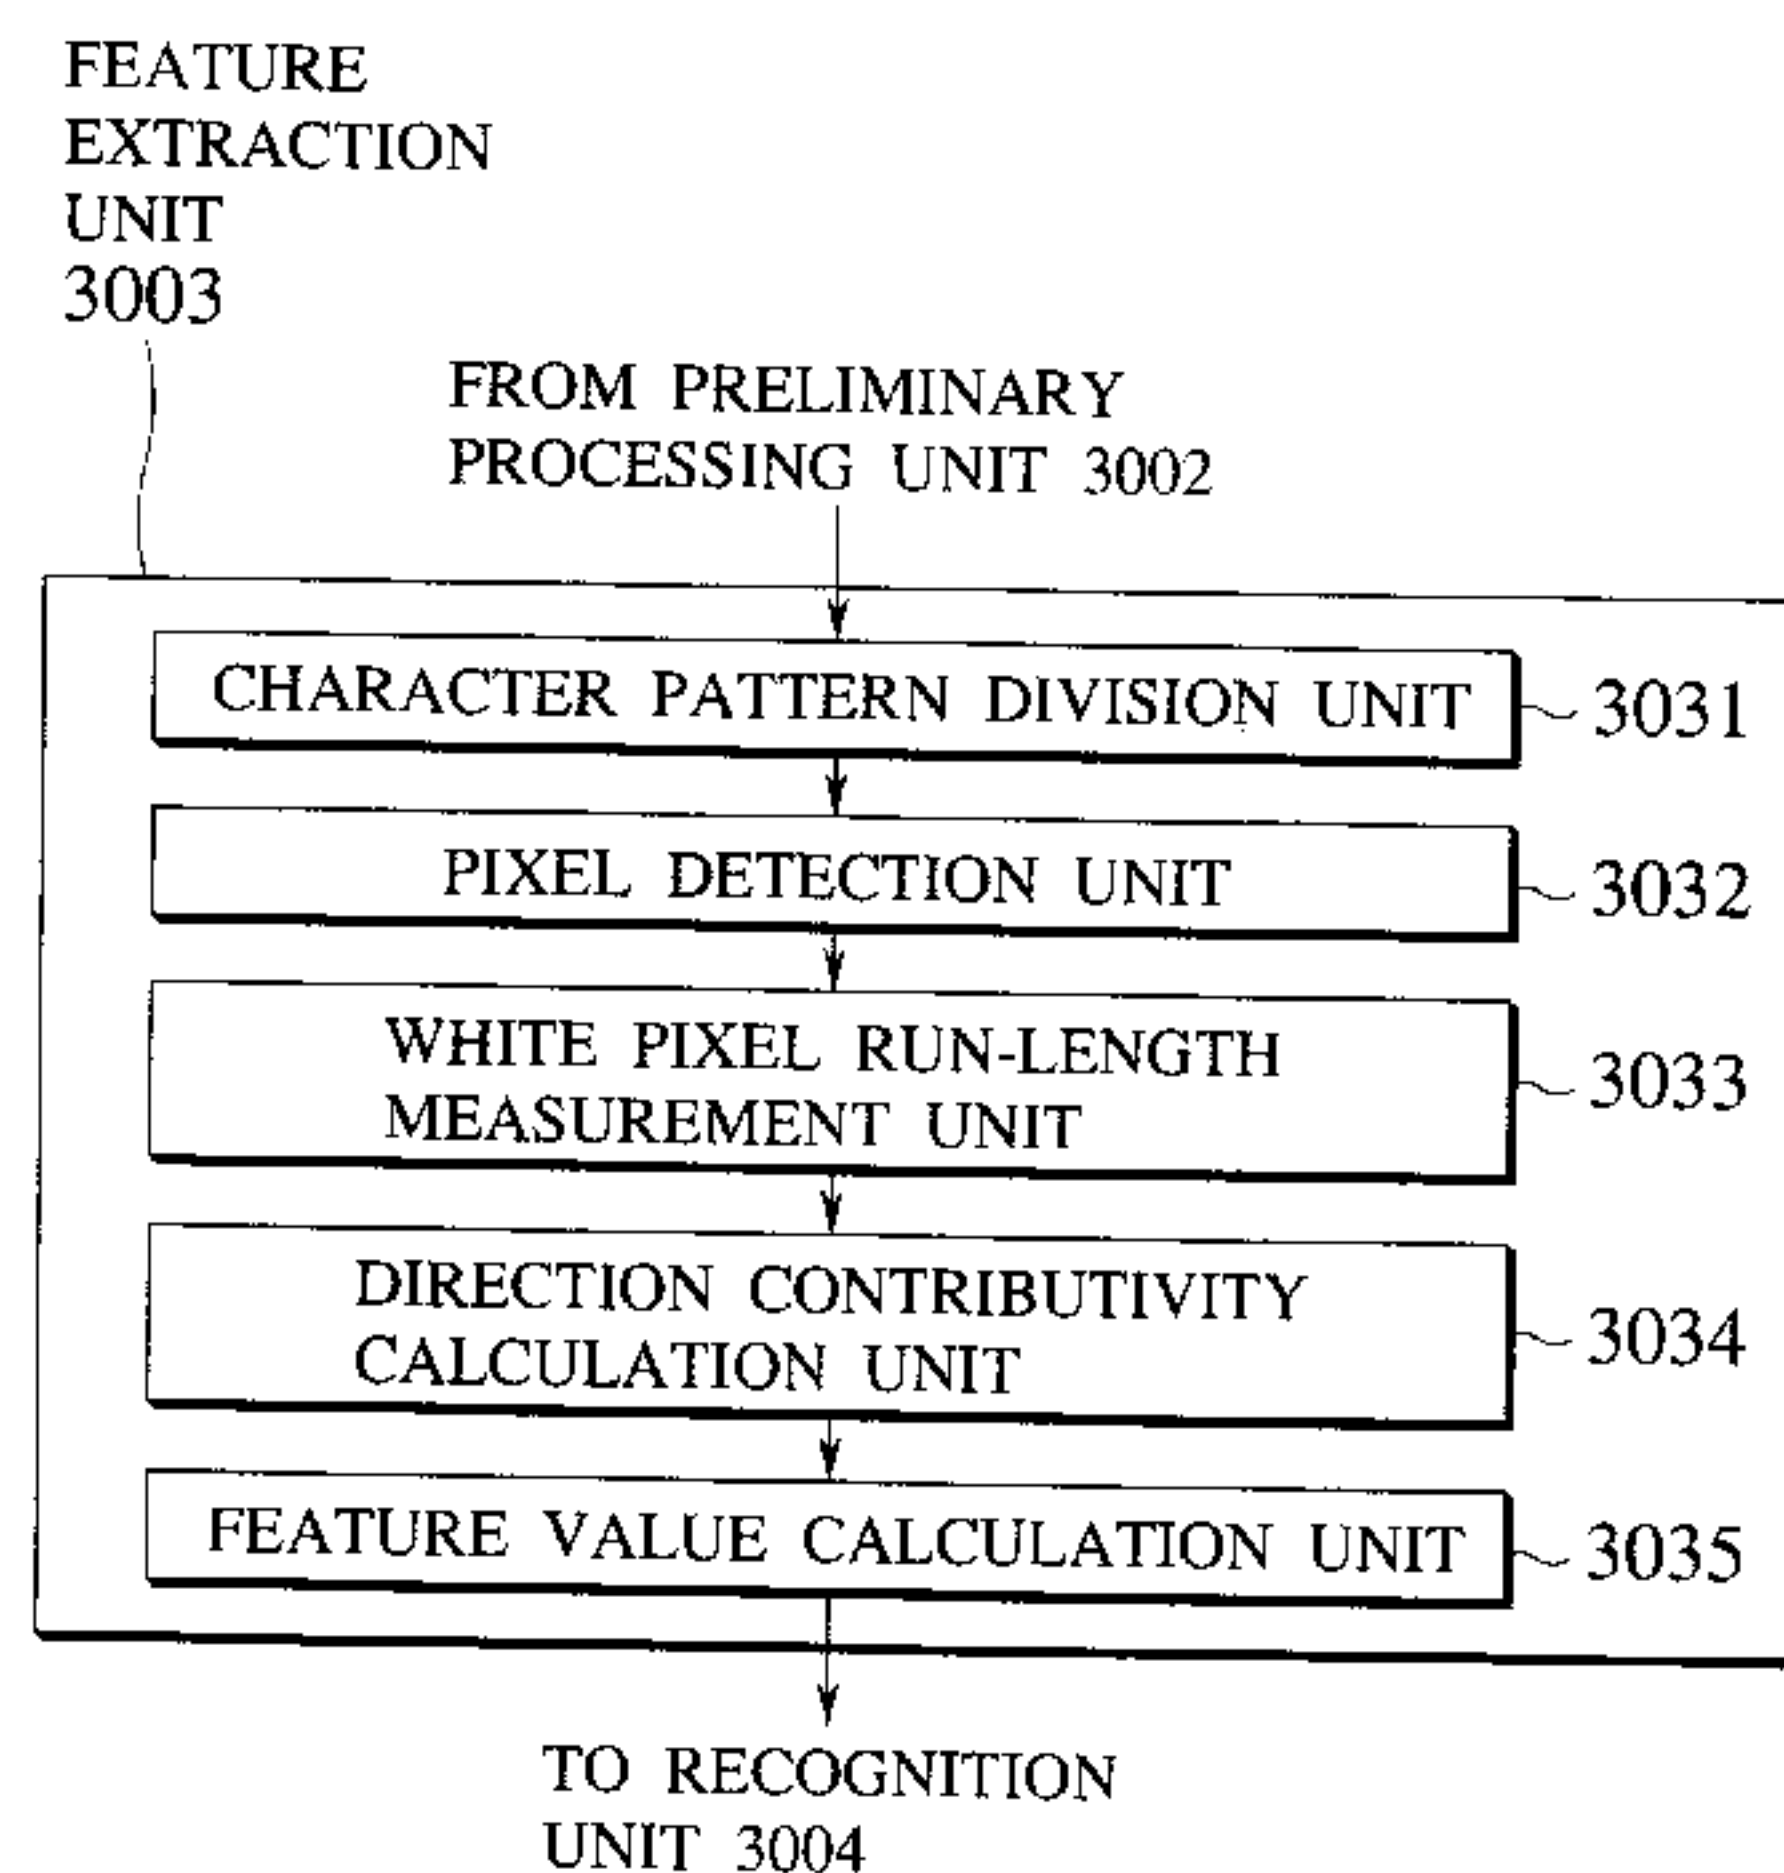 FEATURE
EXTRACTION
UNIT
3003
FROM PRELIMINARY
PROCESSING UNIT 3002
CHARACTER PATTERN DIVISION UNIT
3031
PIXEL DETECTION UNIT
3032
WHITE PIXEL RUN-LENGTH
MEASUREMENT UNIT
3033
DIRECTION CONTRIBUTIVITY
CALCULATION UNIT
3034
FEATURE VALUE CALCULATION UNIT
3035
TO RECOGNITION
UNIT 3004